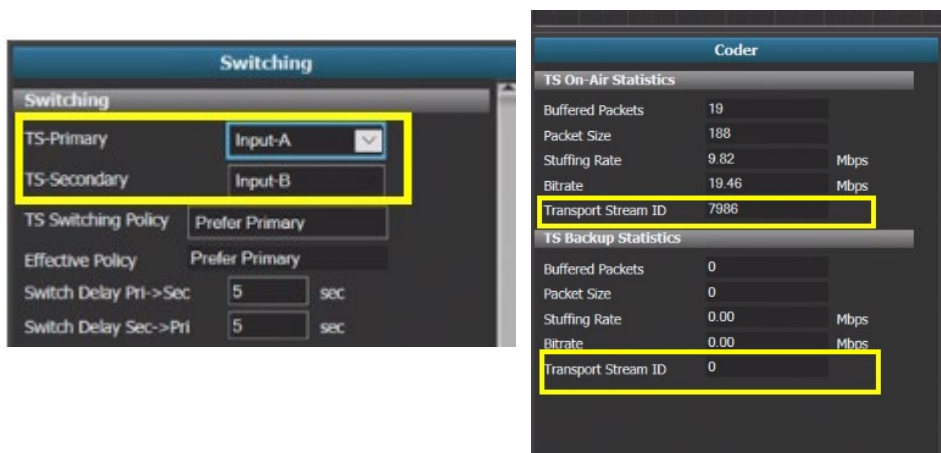 Switching
Switching
TS-Primary Input-A
TS-Secondary Input-B
TS Switching Policy Prefer Primary
Effective Policy Prefer Primary
Switch Delay Pri->Sec 5 sec
Switch Delay Sec->Pri 5 sec
Coder
TS On-Air Statistics
Buffered Packets 19
Packet Size 188
Stuffing Rate 9.82 Mbps
Bitrate 19.46 Mbps
Transport Stream ID 7986
TS Backup Statistics
Buffered Packets 0
Packet Size 0
Stuffing Rate 0.00 Mbps
Bitrate 0.00 Mbps
Transport Stream ID 0